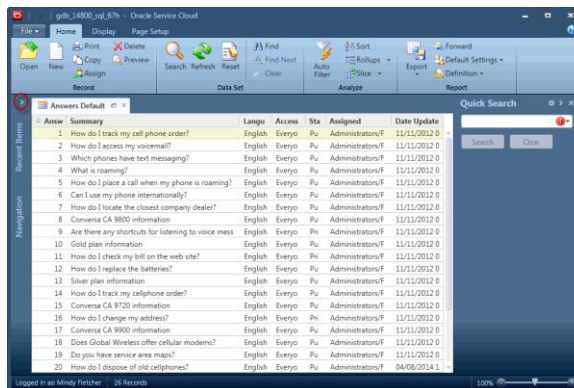 gdb_14800_sql_67h - Oracle Service Cloud
File Home Display Page Setup
Open New Print Copy Assign Delete Preview
Search Refresh Reset Find Find Next Clear
Auto Filter Sort Rollups Slice
Export Forward Default Settings Definition
Record Data Set Analyze Report
Recent Items
Navigation
Answers Default
Quick Search
Search Clear
Answ Summary Langu Access Sta Assigned Date Update
1 How do I track my cell phone order? English Everyo Pu Administrators/F 11/11/2012 0
2 How do I access my voicemail? English Everyo Pu Administrators/F 11/11/2012 0
3 Which phones have text messaging? English Everyo Pu Administrators/F 11/11/2012 0
4 What is roaming? English Everyo Pu Administrators/F 11/11/2012 0
5 How do I place a call when my phone is roaming? English Everyo Pu Administrators/F 11/11/2012 0
6 Can I use my phone internationally? English Everyo Pu Administrators/F 11/11/2012 0
7 How do I locate the closest company dealer? English Everyo Pu Administrators/F 11/11/2012 0
8 Conversa CA 9800 information English Everyo Pu Administrators/F 11/11/2012 0
9 Are there any shortcuts for listening to voice mess English Everyo Pri Administrators/F 11/11/2012 0
10 Gold plan information English Everyo Pu Administrators/F 11/11/2012 0
11 How do I check my bill on the web site? English Everyo Pri Administrators/F 11/11/2012 0
12 How do I replace the batteries? English Everyo Pu Administrators/F 11/11/2012 0
13 Silver plan information English Everyo Pu Administrators/F 11/11/2012 0
14 How do I track my cellphone order? English Everyo Pu Administrators/F 11/11/2012 0
15 Conversa CA 9720 information English Everyo Pu Administrators/F 11/11/2012 0
16 How do I change my address? English Everyo Pri Administrators/F 11/11/2012 0
17 Conversa CA 9900 information English Everyo Pu Administrators/F 11/11/2012 0
18 Does Global Wireless offer cellular modems? English Everyo Pu Administrators/F 11/11/2012 0
19 Do you have service area maps? English Everyo Pu Administrators/F 11/11/2012 0
20 How do I dispose of old cellphones? English Everyo Pu Administrators/F 04/08/2014 1
Logged in as: Mindy Fletcher 26 Records 100%